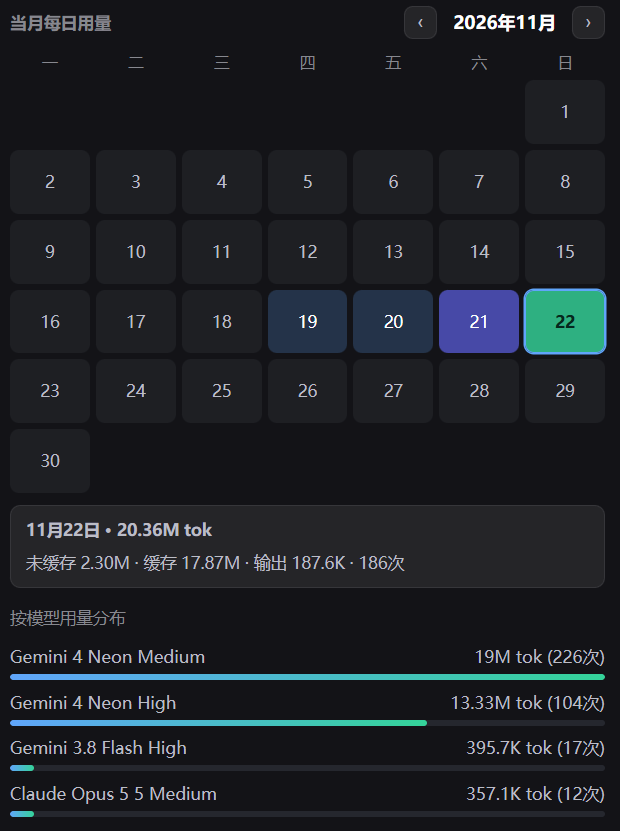 当月每日用量 ‹ 2026年11月 ›
一 二 三 四 五 六 日
1
2 3 4 5 6 7 8
9 10 11 12 13 14 15
16 17 18 19 20 21 22
23 24 25 26 27 28 29
30
11月22日 • 20.36M tok
未缓存 2.30M · 缓存 17.87M · 输出 187.6K · 186次
按模型用量分布
Gemini 4 Neon Medium 19M tok (226次)
Gemini 4 Neon High 13.33M tok (104次)
Gemini 3.8 Flash High 395.7K tok (17次)
Claude Opus 5 5 Medium 357.1K tok (12次)